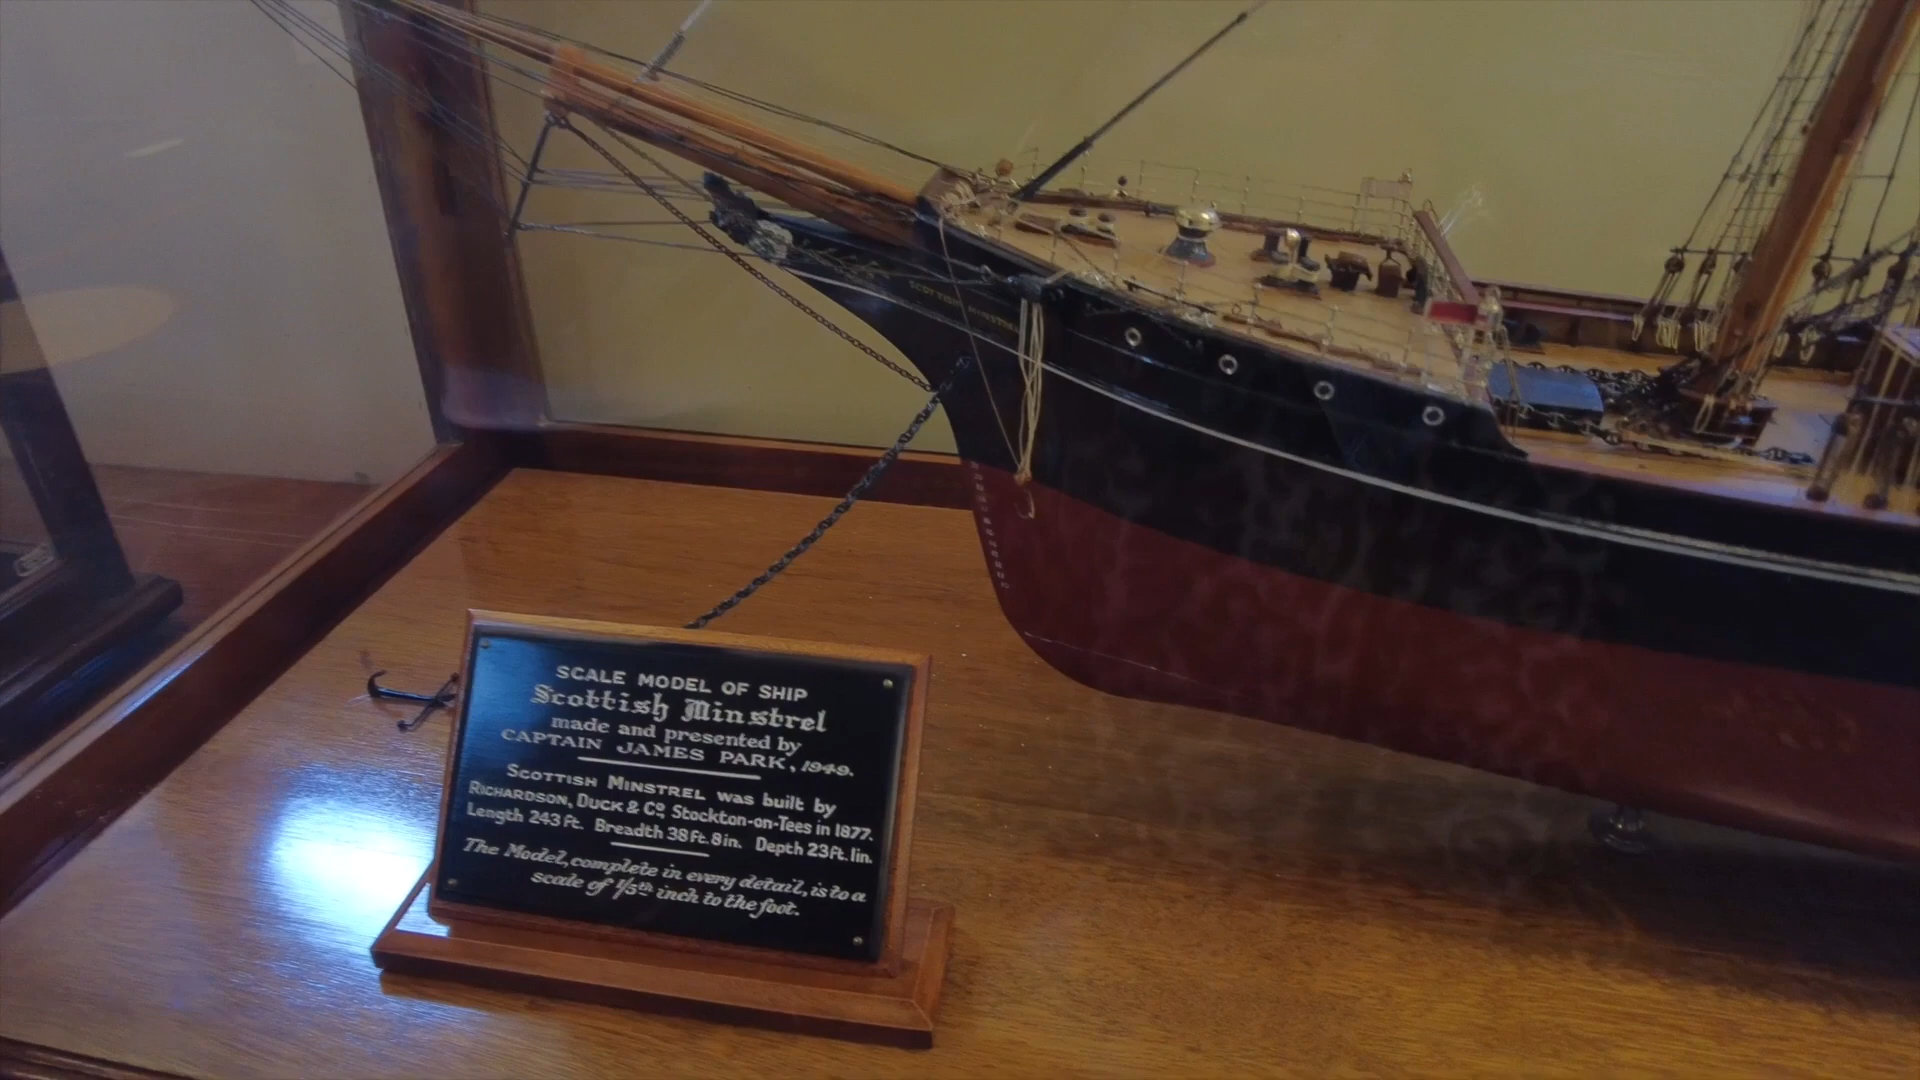 SCOTTISH MINSTREL
SCALE MODEL OF SHIP
Scottish Minstrel
made and presented by
CAPTAIN JAMES PARK, 1949.
SCOTTISH MINSTREL was built by
RICHARDSON, DUCK & Co, Stockton-on-Tees in 1877.
Length 243 Ft. Breadth 38 Ft. 8 in. Depth 23 Ft. 1 in.
The Model, complete in every detail, is to a
scale of 1/5th inch to the foot.